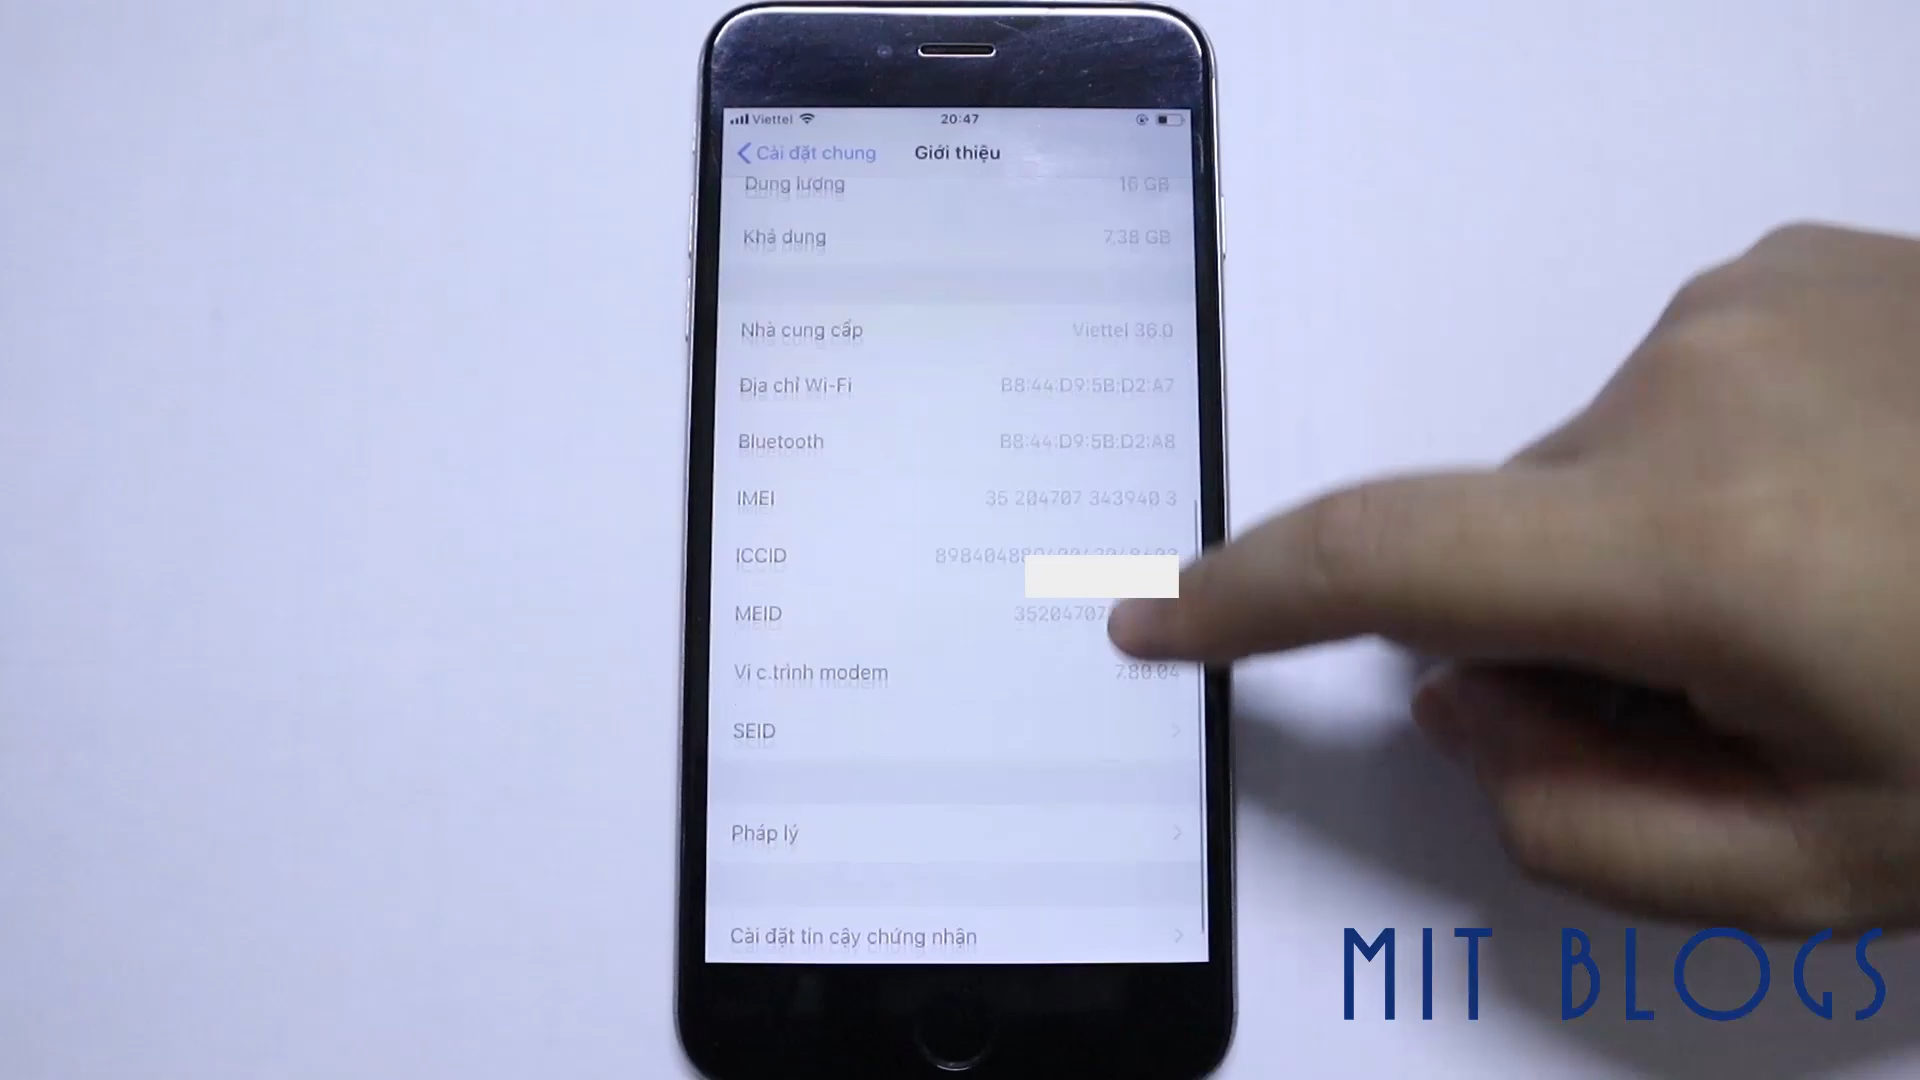 Viettel 20:47
Cài đặt chung Giới thiệu
Dung lượng 16 GB
Khả dụng 7,38 GB
Nhà cung cấp Viettel 36.0
Địa chỉ Wi-Fi B8:44:D9:5B:D2:A7
Bluetooth B8:44:D9:5B:D2:A8
IMEI 35 204707 343940 3
ICCID
MEID 35204707
Vi c.trình modem 7.80.04
SEID
Pháp lý
Cài đặt tin cậy chứng nhận
MIT BLOGS